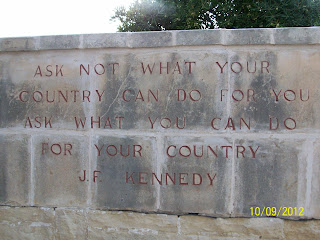 ASK NOT WHAT YOUR
COUNTRY CAN DO FOR YOU
ASK WHAT YOU CAN DO
FOR YOUR COUNTRY
J.F. KENNEDY
10/09/2012